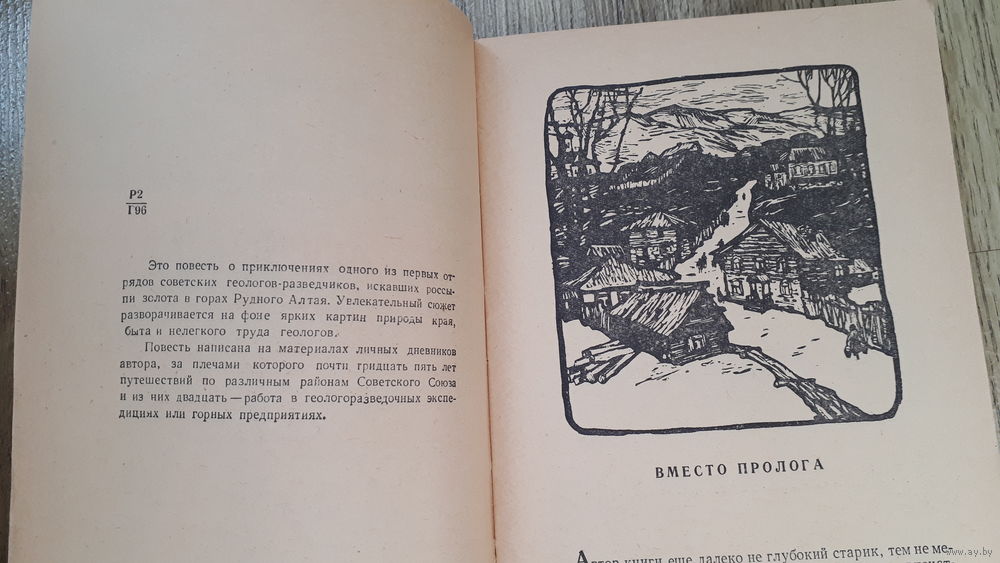 Р2
Г96
Это повесть о приключениях одного из первых от-
рядов советских геологов-разведчиков, искавших россы-
пи золота в горах Рудного Алтая. Увлекательный сюжет
разворачивается на фоне ярких картин природы края,
быта и нелегкого труда геологов.
Повесть написана на материалах личных дневников
автора, за плечами которого почти тридцать пять лет
путешествий по различным районам Советского Союза
и из них двадцать — работа в геологоразведочных экспе-
дициях или горных предприятиях.
ВМЕСТО ПРОЛОГА
Автор книги еще далеко не глубокий старик, тем не ме-
www.ay.by